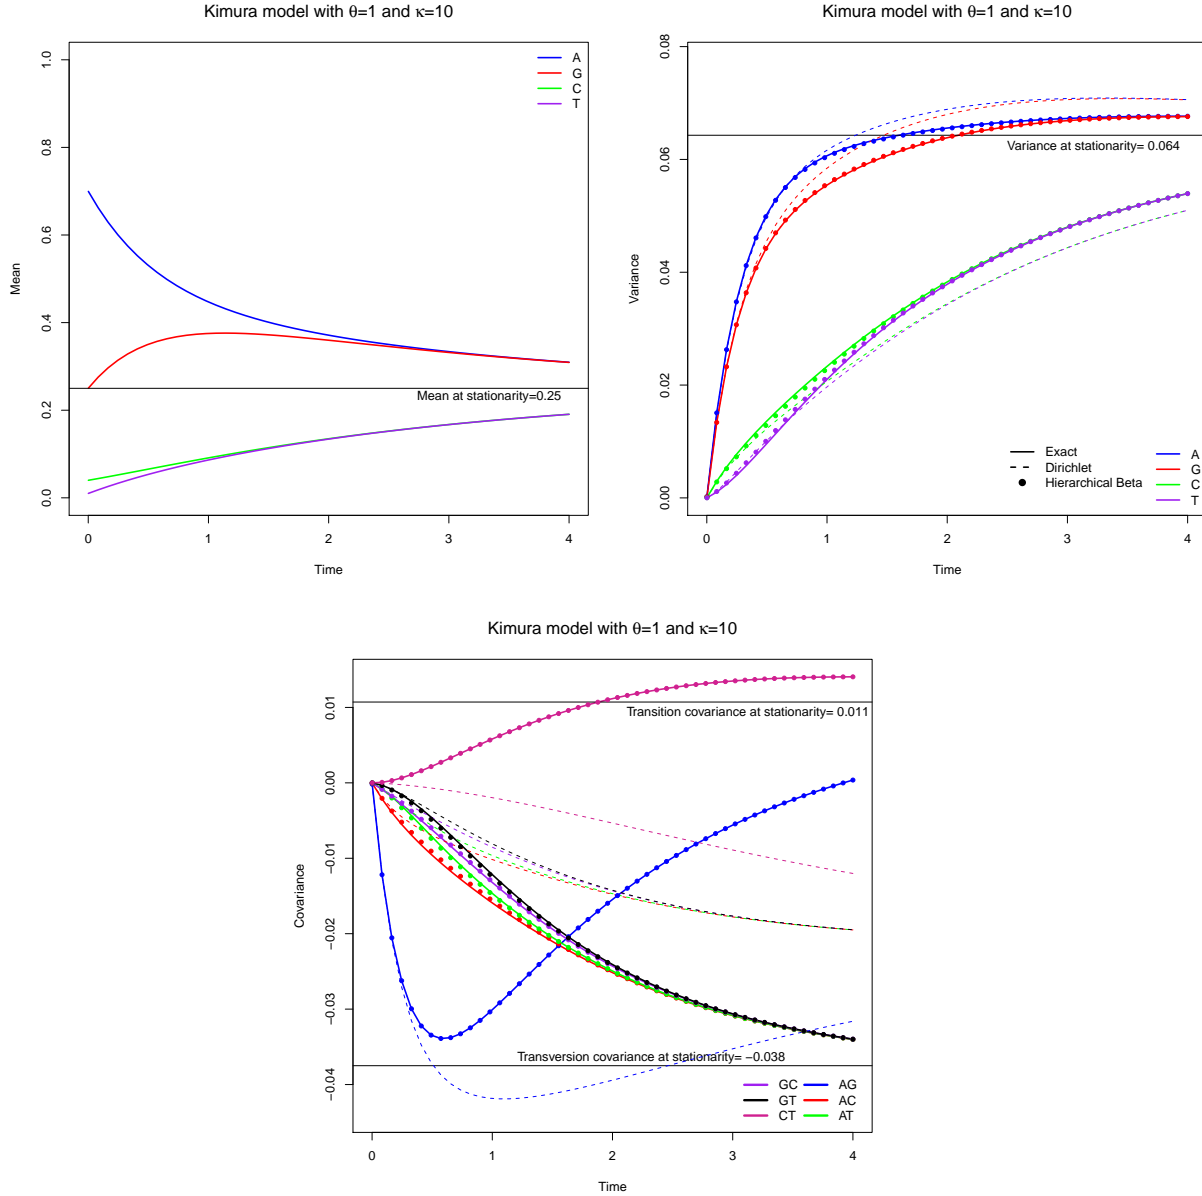 Kimura model with θ=1 and κ=10
Mean
1.0
0.8
0.6
0.4
0.2
0.0
A
G
C
T
Mean at stationarity=0.25
0 1 2 3 4
Time
Kimura model with θ=1 and κ=10
Variance
0.08
0.06
0.04
0.02
0.00
Variance at stationarity= 0.064
Exact
Dirichlet
Hierarchical Beta
A
G
C
T
0 1 2 3 4
Time
Kimura model with θ=1 and κ=10
Covariance
0.01
0.00
−0.01
−0.02
−0.03
−0.04
Transition covariance at stationarity= 0.011
Transversion covariance at stationarity= −0.038
GC AG
GT AC
CT AT
0 1 2 3 4
Time